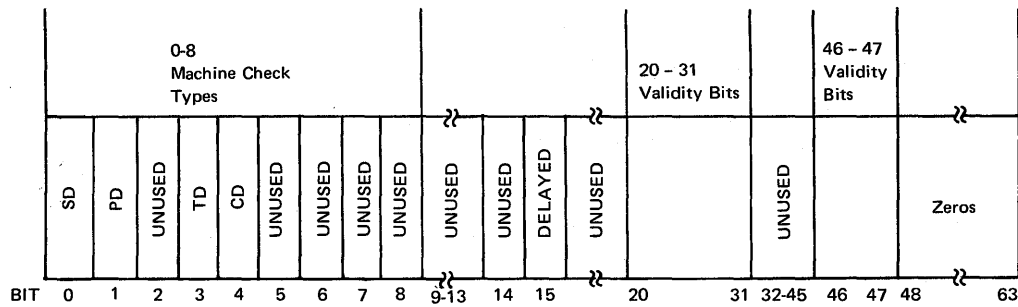 0-8
Machine Check
Types
20 – 31
Validity Bits
46 – 47
Validity
Bits
SD
PD
UNUSED
TD
CD
UNUSED
UNUSED
UNUSED
UNUSED
UNUSED
UNUSED
DELAYED
UNUSED
UNUSED
Zeros
BIT 0 1 2 3 4 5 6 7 8 9-13 14 15 20 31 32-45 46 47 48 63